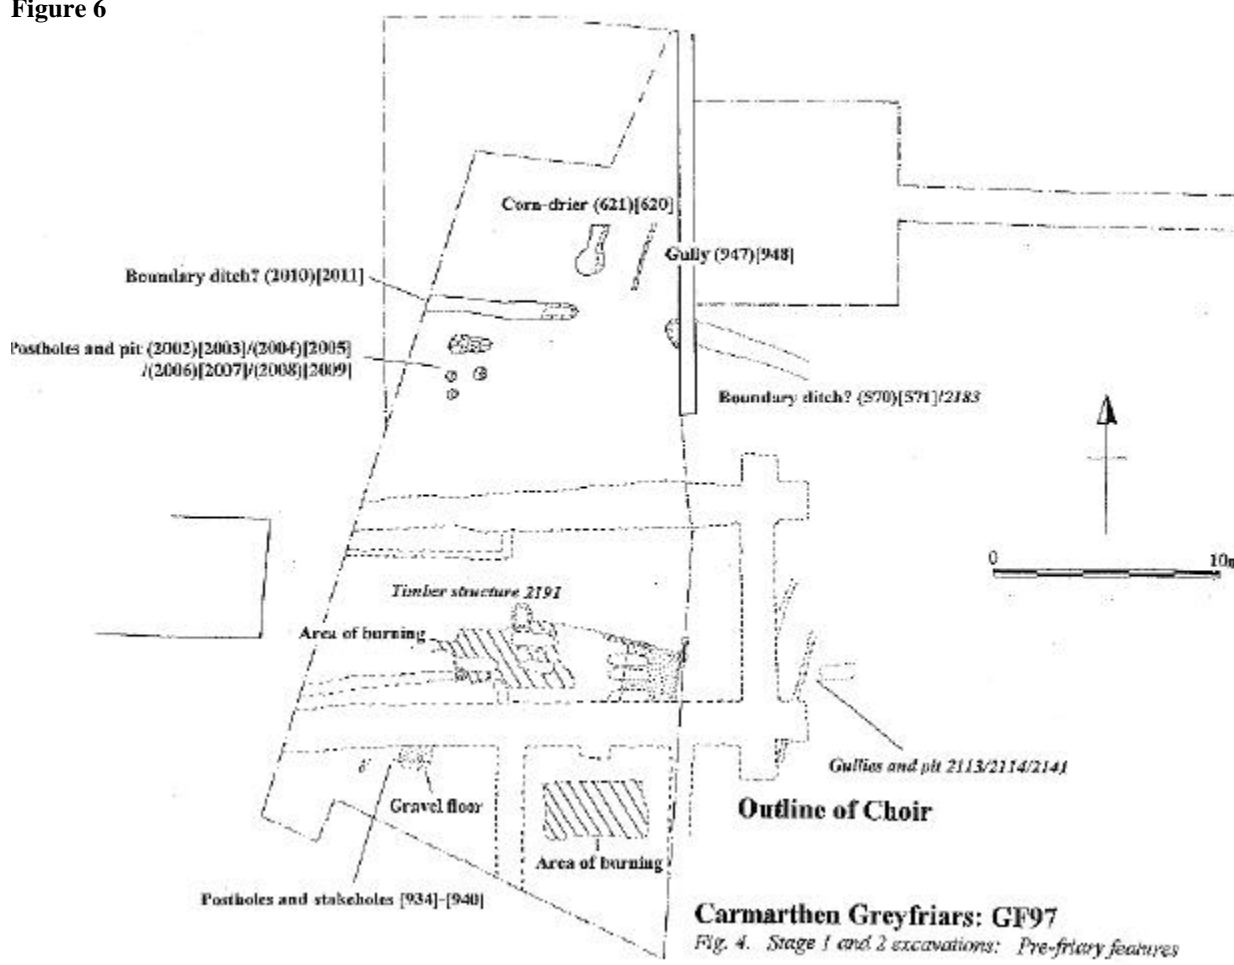 Figure 6
Corn-drier (621)[620]
Gully (947)[948]
Boundary ditch? (2010)[2011]
Postholes and pit (2002)[2003]/(2004)[2005]
/(2006)[2007]/(2008)[2009]
Boundary ditch? (570)[571]/2183
0 10m
Timber structure 2191
Area of burning
Gullies and pit 2113/2114/2141
Gravel floor
Outline of Choir
Area of burning
Postholes and stakeholes [934]-[940]
Carmarthen Greyfriars: GF97
Fig. 4. Stage 1 and 2 excavations: Pre-friary features